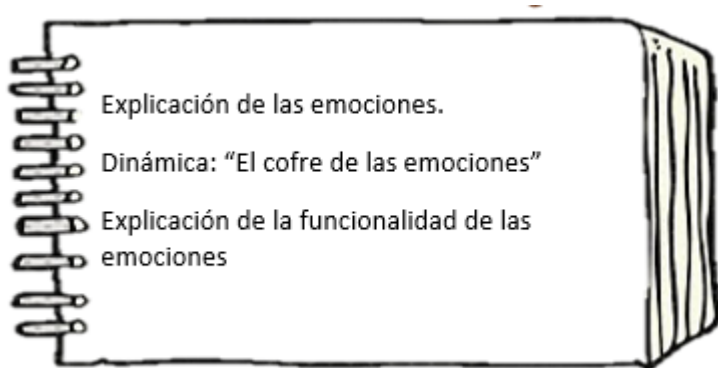 Explicación de las emociones.
Dinámica: “El cofre de las emociones”
Explicación de la funcionalidad de las
emociones